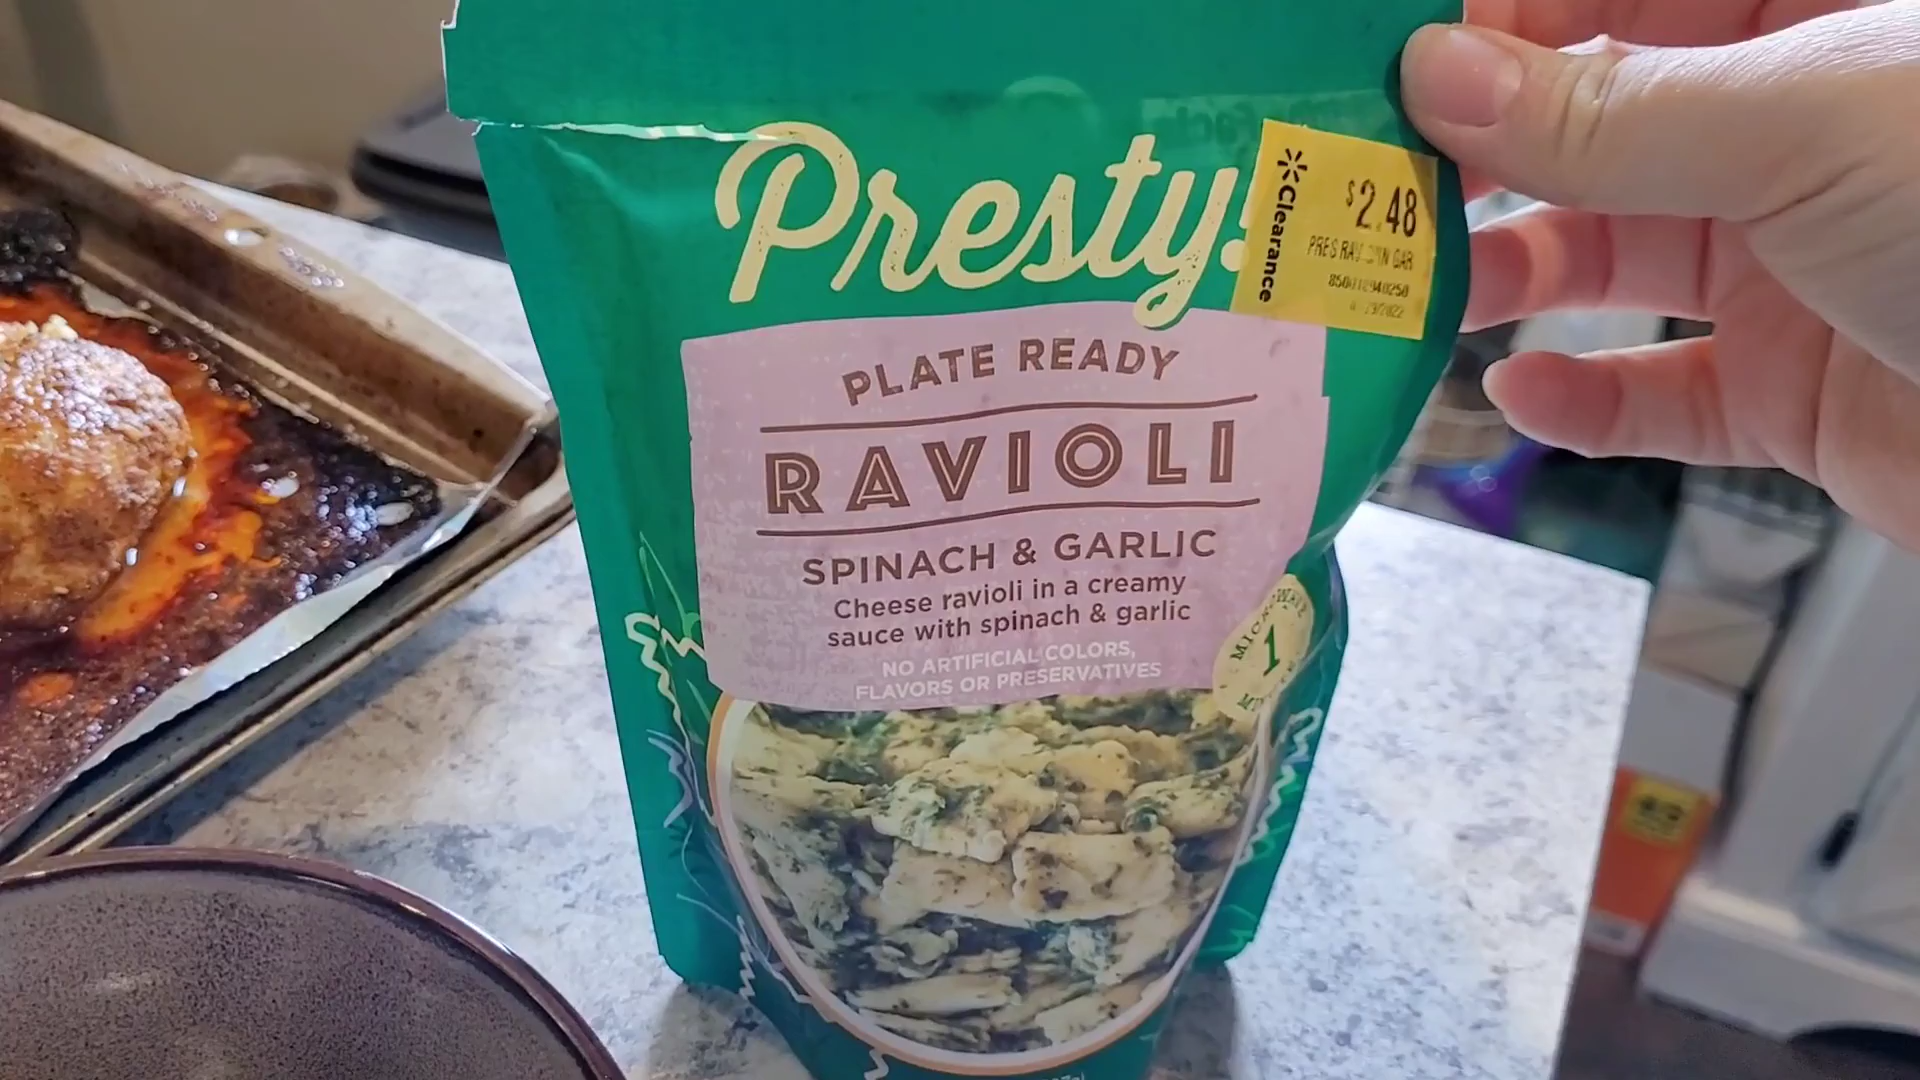 Presty!
Clearance
$2.48
PLATE READY
RAVIOLI
SPINACH & GARLIC
Cheese ravioli in a creamy
sauce with spinach & garlic
NO ARTIFICIAL COLORS,
FLAVORS OR PRESERVATIVES
MICROWAVE
1